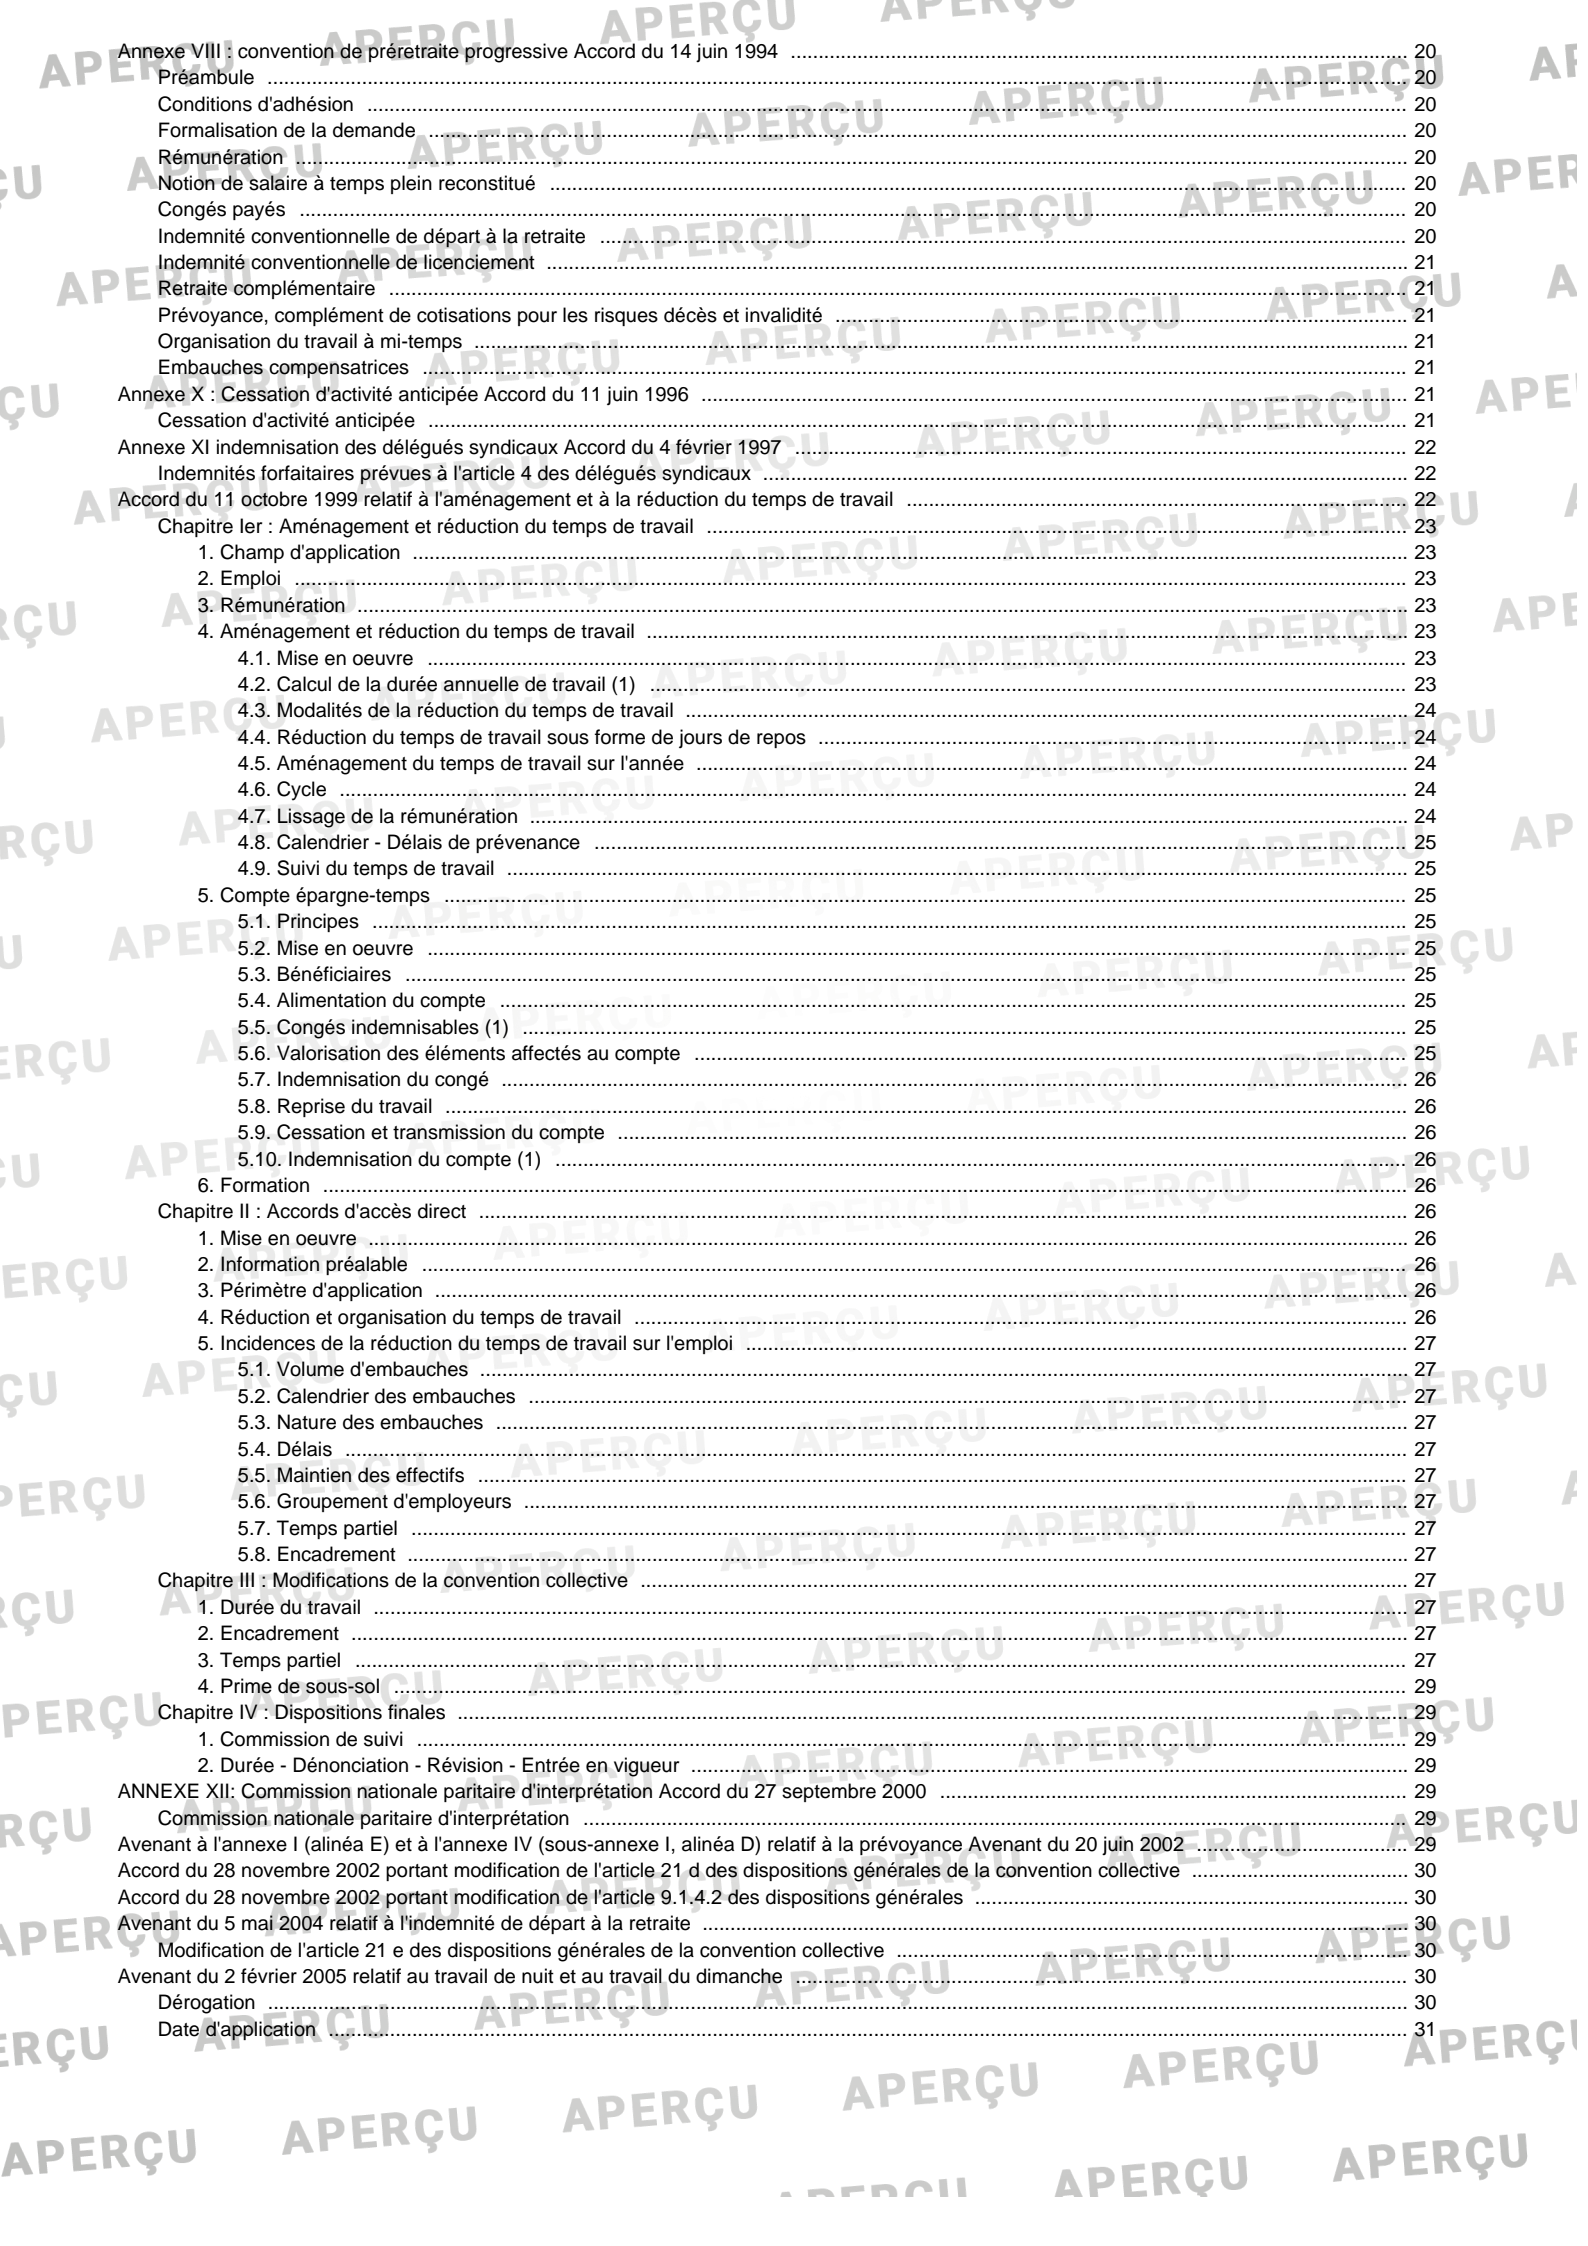 Annexe VIII : convention de préretraite progressive Accord du 14 juin 1994 20
Préambule 20
Conditions d'adhésion 20
Formalisation de la demande 20
Rémunération 20
Notion de salaire à temps plein reconstitué 20
Congés payés 20
Indemnité conventionnelle de départ à la retraite 20
Indemnité conventionnelle de licenciement 21
Retraite complémentaire 21
Prévoyance, complément de cotisations pour les risques décès et invalidité 21
Organisation du travail à mi-temps 21
Embauches compensatrices 21
Annexe X : Cessation d'activité anticipée Accord du 11 juin 1996 21
Cessation d'activité anticipée 21
Annexe XI indemnisation des délégués syndicaux Accord du 4 février 1997 22
Indemnités forfaitaires prévues à l'article 4 des délégués syndicaux 22
Accord du 11 octobre 1999 relatif à l'aménagement et à la réduction du temps de travail 22
Chapitre Ier : Aménagement et réduction du temps de travail 23
1. Champ d'application 23
2. Emploi 23
3. Rémunération 23
4. Aménagement et réduction du temps de travail 23
4.1. Mise en oeuvre 23
4.2. Calcul de la durée annuelle de travail (1) 23
4.3. Modalités de la réduction du temps de travail 24
4.4. Réduction du temps de travail sous forme de jours de repos 24
4.5. Aménagement du temps de travail sur l'année 24
4.6. Cycle 24
4.7. Lissage de la rémunération 24
4.8. Calendrier - Délais de prévenance 25
4.9. Suivi du temps de travail 25
5. Compte épargne-temps 25
5.1. Principes 25
5.2. Mise en oeuvre 25
5.3. Bénéficiaires 25
5.4. Alimentation du compte 25
5.5. Congés indemnisables (1) 25
5.6. Valorisation des éléments affectés au compte 25
5.7. Indemnisation du congé 26
5.8. Reprise du travail 26
5.9. Cessation et transmission du compte 26
5.10. Indemnisation du compte (1) 26
6. Formation 26
Chapitre II : Accords d'accès direct 26
1. Mise en oeuvre 26
2. Information préalable 26
3. Périmètre d'application 26
4. Réduction et organisation du temps de travail 26
5. Incidences de la réduction du temps de travail sur l'emploi 27
5.1. Volume d'embauches 27
5.2. Calendrier des embauches 27
5.3. Nature des embauches 27
5.4. Délais 27
5.5. Maintien des effectifs 27
5.6. Groupement d'employeurs 27
5.7. Temps partiel 27
5.8. Encadrement 27
Chapitre III : Modifications de la convention collective 27
1. Durée du travail 27
2. Encadrement 27
3. Temps partiel 27
4. Prime de sous-sol 29
Chapitre IV : Dispositions finales 29
1. Commission de suivi 29
2. Durée - Dénonciation - Révision - Entrée en vigueur 29
ANNEXE XII: Commission nationale paritaire d'interprétation Accord du 27 septembre 2000 29
Commission nationale paritaire d'interprétation 29
Avenant à l'annexe I (alinéa E) et à l'annexe IV (sous-annexe I, alinéa D) relatif à la prévoyance Avenant du 20 juin 2002 29
Accord du 28 novembre 2002 portant modification de l'article 21 d des dispositions générales de la convention collective 30
Accord du 28 novembre 2002 portant modification de l'article 9.1.4.2 des dispositions générales 30
Avenant du 5 mai 2004 relatif à l'indemnité de départ à la retraite 30
Modification de l'article 21 e des dispositions générales de la convention collective 30
Avenant du 2 février 2005 relatif au travail de nuit et au travail du dimanche 30
Dérogation 30
Date d'application 31
APERÇU